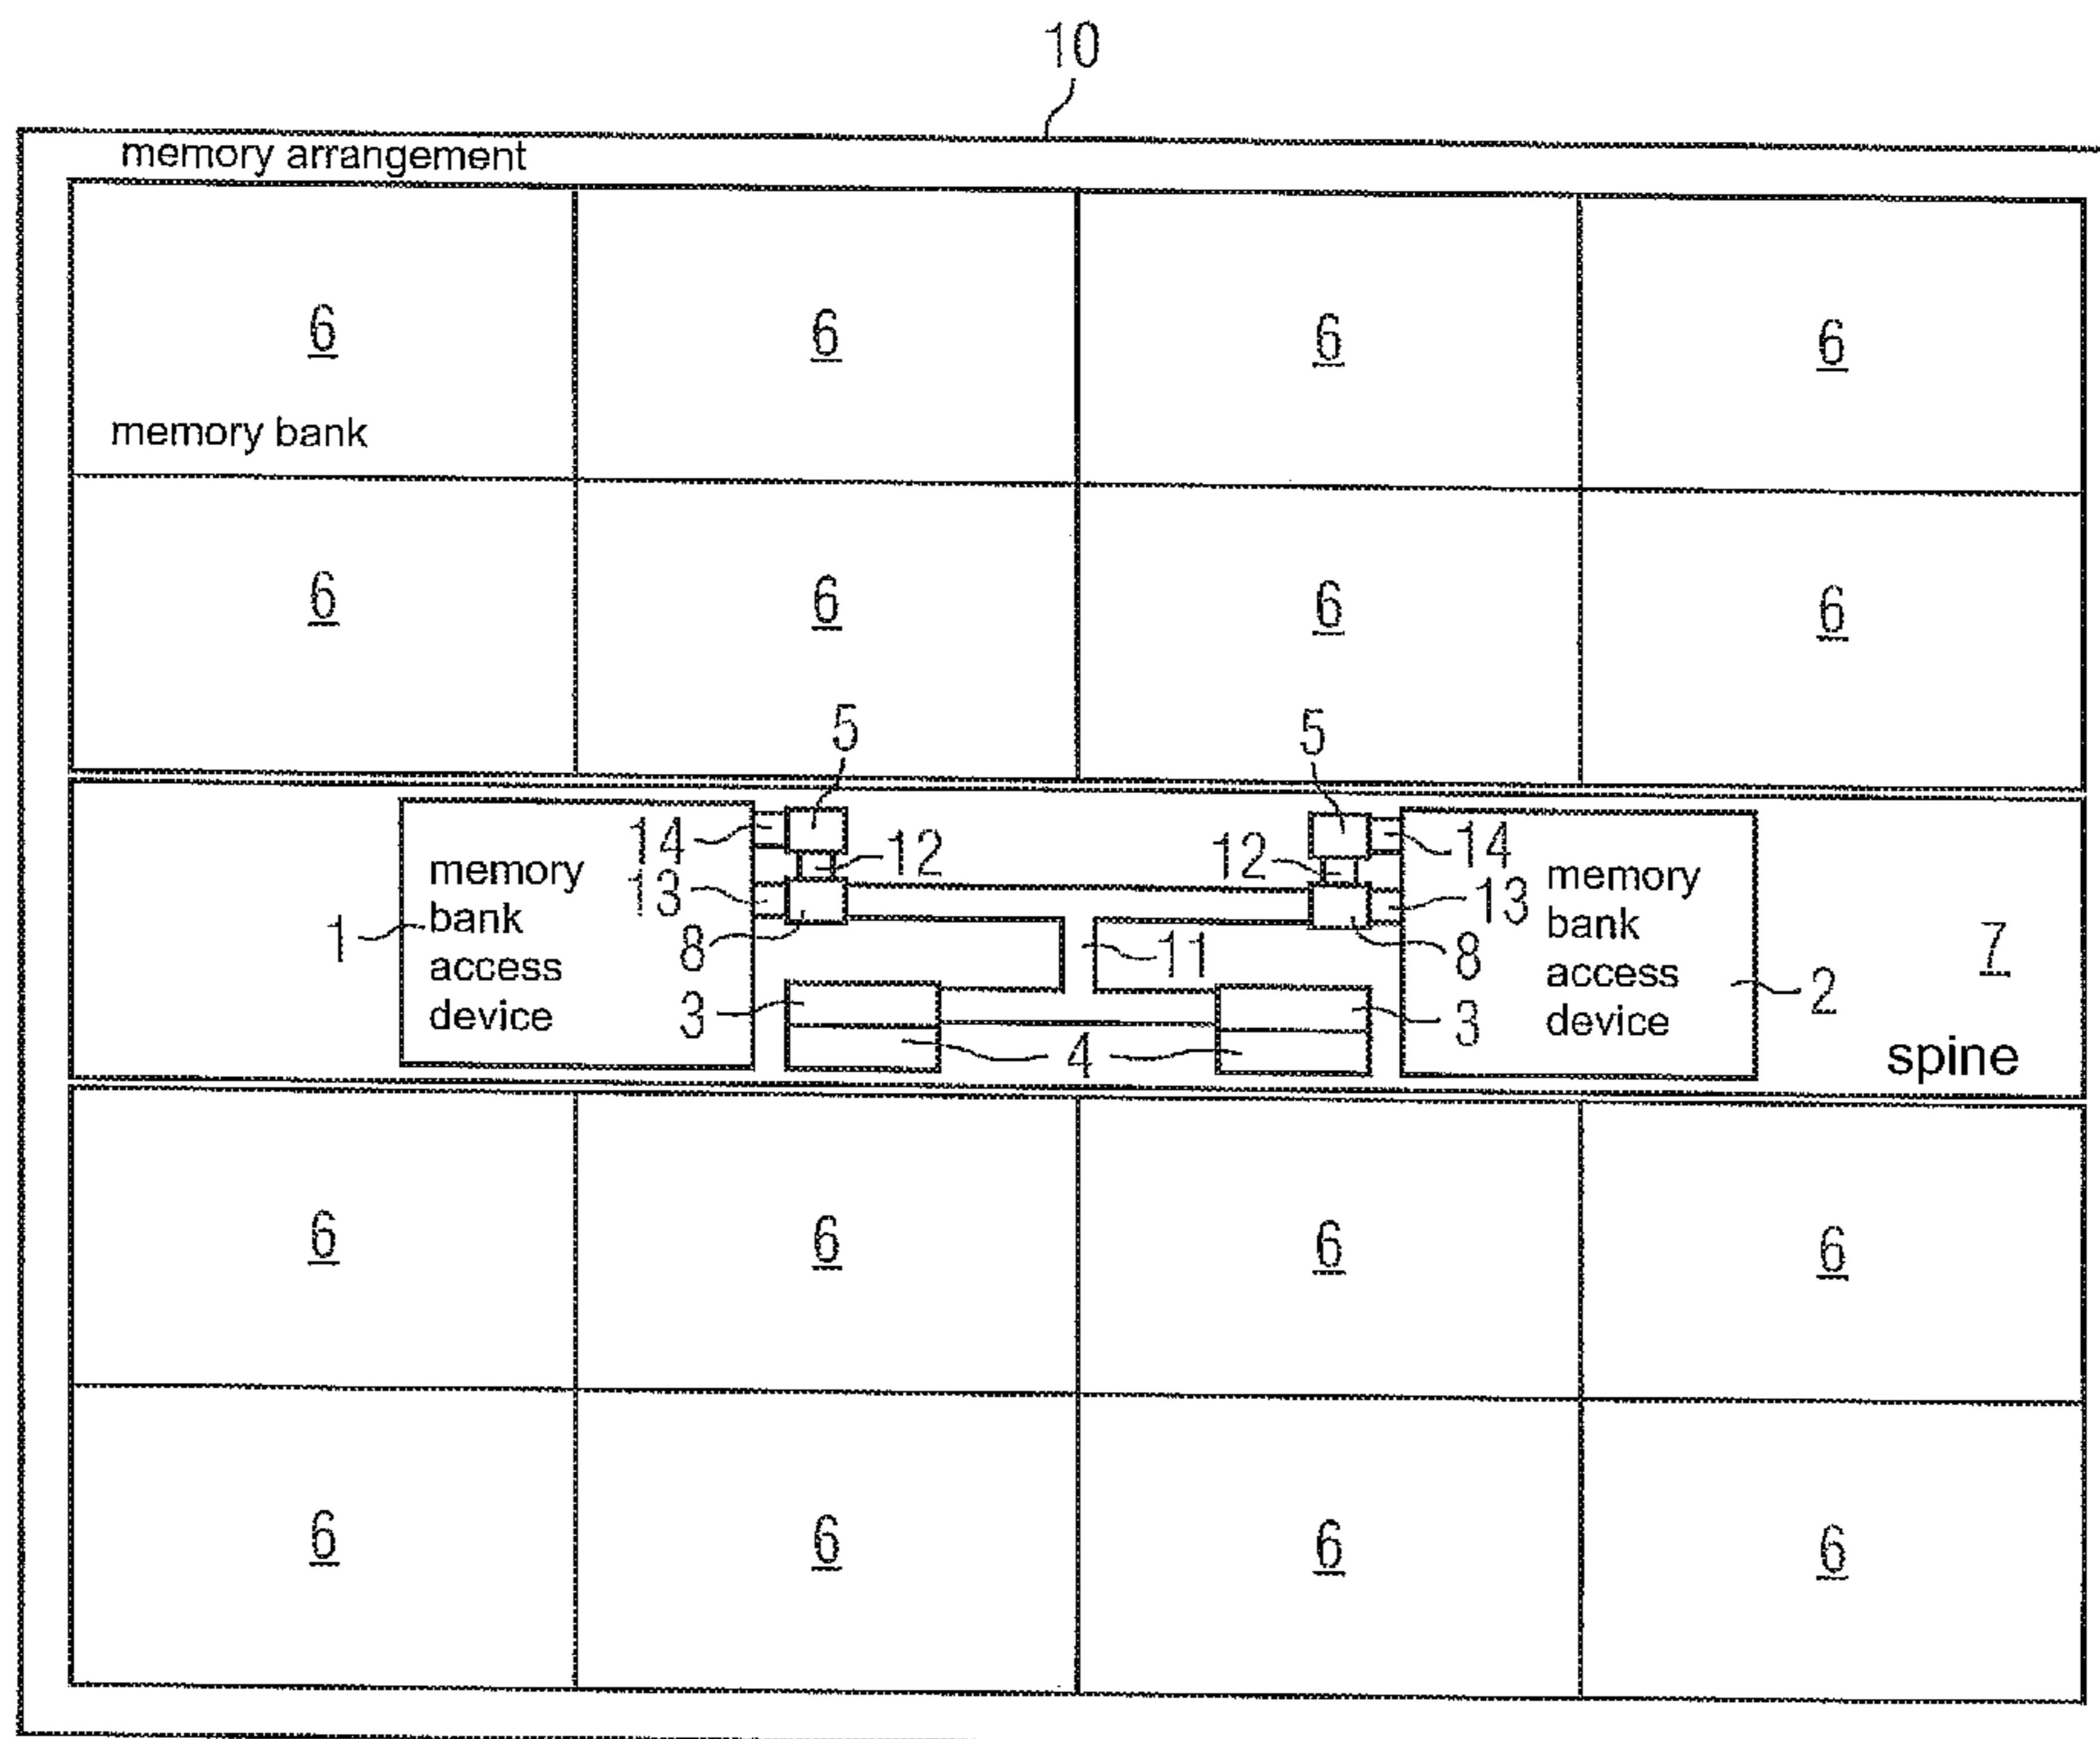 10
memory arrangement
6 6 6 6
memory bank
6 6 6 6
5 5
14 12 12 14
13 13
memory
bank
access
device
memory
bank
access
device
1 8 11 8 2 7
3 4 3
spine
6 6 6 6
6 6 6 6